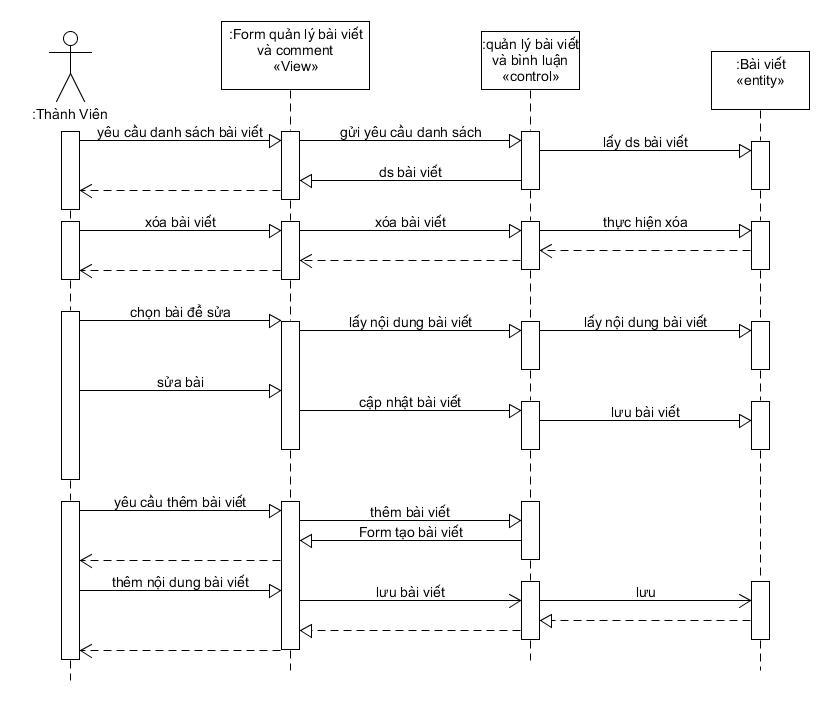 :Form quản lý bài viết
và comment
«View»
:quản lý bài viết
và bình luận
«control»
:Bài viết
«entity»
:Thành Viên
yêu cầu danh sách bài viết
gửi yêu cầu danh sách
lấy ds bài viết
ds bài viết
xóa bài viết
xóa bài viết
thực hiện xóa
chọn bài để sửa
lấy nội dung bài viết
lấy nội dung bài viết
sửa bài
cập nhật bài viết
lưu bài viết
yêu cầu thêm bài viết
thêm bài viết
Form tạo bài viết
thêm nội dung bài viết
lưu bài viết
lưu